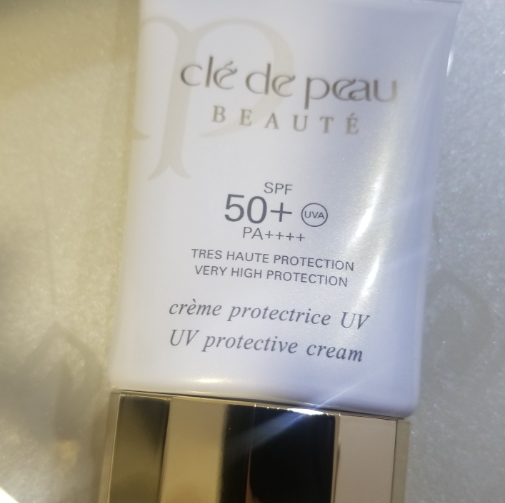 clé de peau
BEAUTÉ
SPF
50+ UVA
PA++++
TRES HAUTE PROTECTION
VERY HIGH PROTECTION
crème protectrice UV
UV protective cream